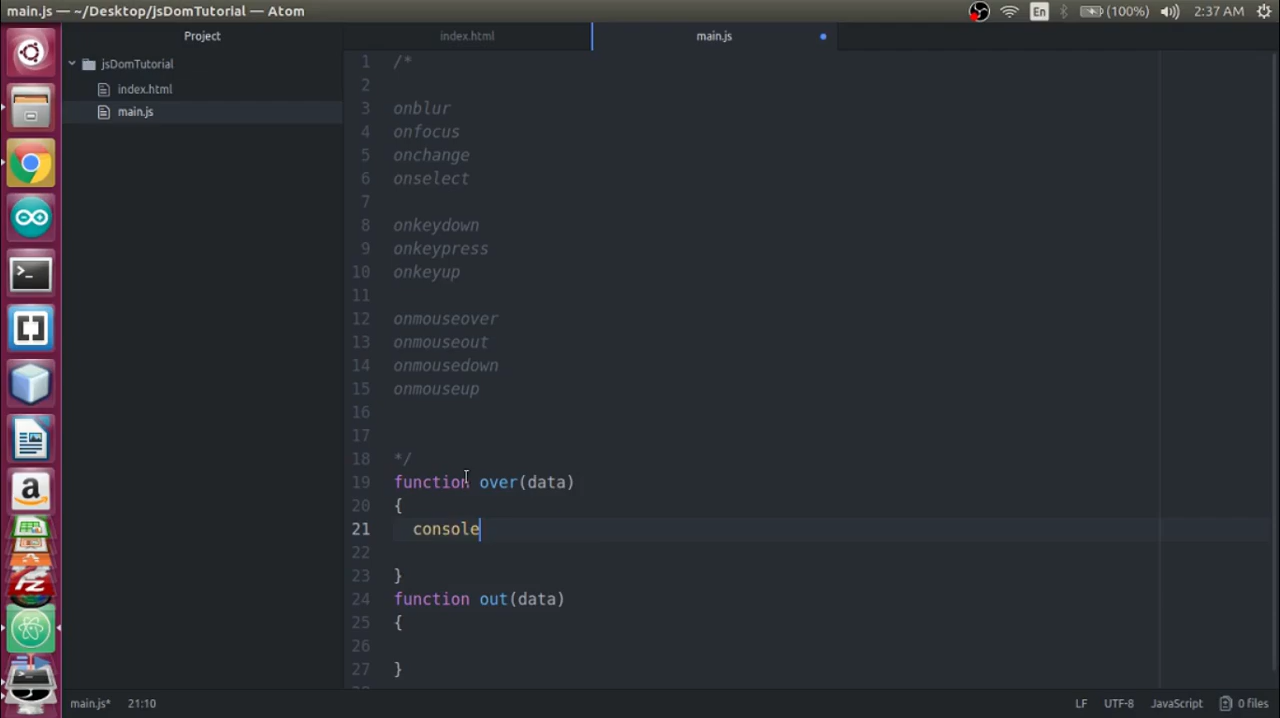 main.js — ~/Desktop/jsDomTutorial — Atom
En
(100%)
2:37 AM
Project
index.html
main.js
jsDomTutorial
index.html
main.js
1 /*
2
3 onblur
4 onfocus
5 onchange
6 onselect
7
8 onkeydown
9 onkeypress
10 onkeyup
11
12 onmouseover
13 onmouseout
14 onmousedown
15 onmouseup
16
17
18 */
19 function over(data)
20 {
21 console
22
23 }
24 function out(data)
25 {
26
27 }
main.js* 21:10
LF UTF-8 JavaScript 0 files